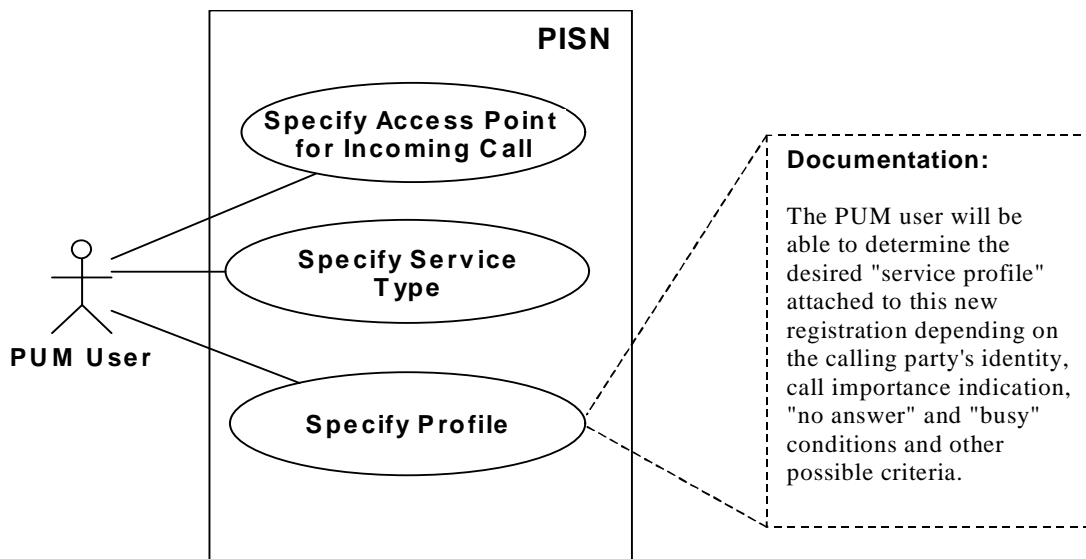 PISN
Specify Access Point
for Incoming Call
Specify Service
Type
PUM User
Specify Profile
Documentation:
The PUM user will be
able to determine the
desired "service profile"
attached to this new
registration depending on
the calling party's identity,
call importance indication,
"no answer" and "busy"
conditions and other
possible criteria.